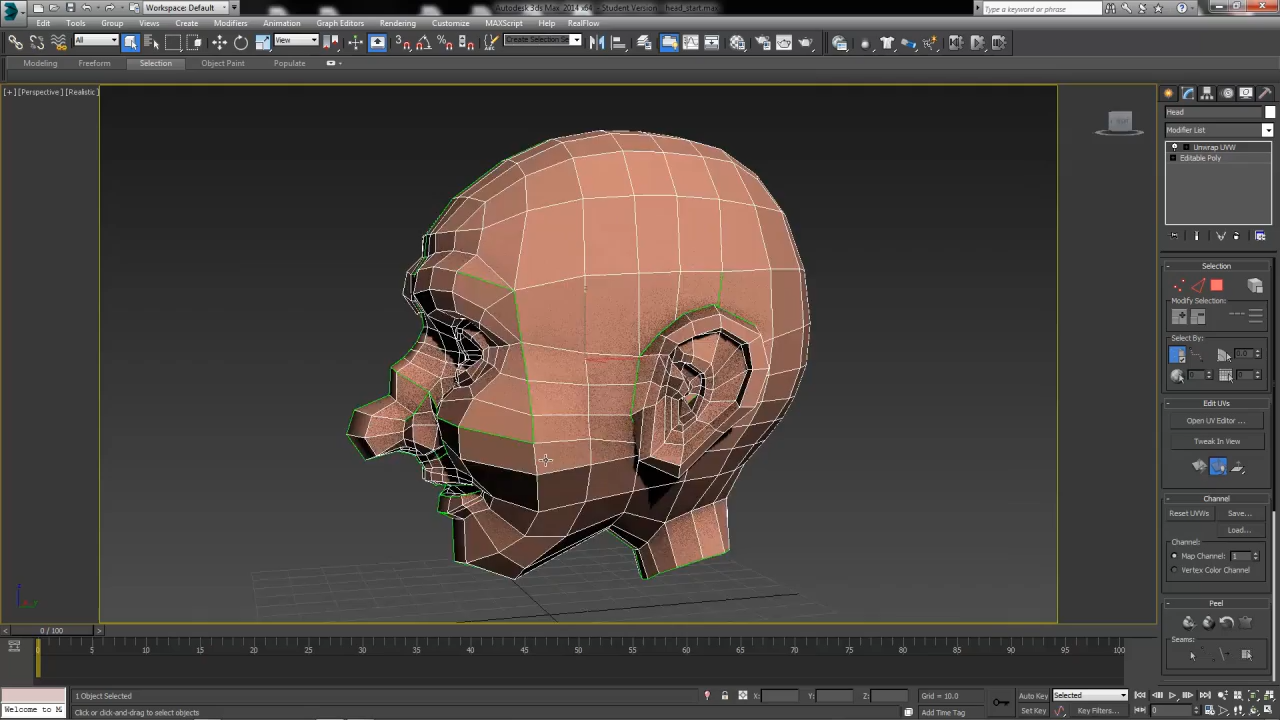 Workspace: Default
Autodesk 3ds Max 2014 x64 - Student Version head_start.max
Type a keyword or phrase
Edit Tools Group Views Create Modifiers Animation Graph Editors Rendering Customize MAXScript Help RealFlow
All
View
Create Selection Se
Modeling Freeform Selection Object Paint Populate
[+] [Perspective] [Realistic]
Head
Modifier List
Unwrap UVW
Editable Poly
Selection
Modify Selection:
Select By:
Edit UVs
Open UV Editor ...
Tweak In View
Channel
Reset UVWs Save...
Load...
Channel:
Map Channel: 1
Vertex Color Channel
Peel
Seams:
0 / 100
0 5 10 15 20 25 30 35 40 45 50 55 60 65 70 75 80 85 90 95 100
1 Object Selected
X: Y: Z: Grid = 10.0
Auto Key Selected
Welcome to M
Click or click-and-drag to select objects
Add Time Tag
Set Key Key Filters... 0